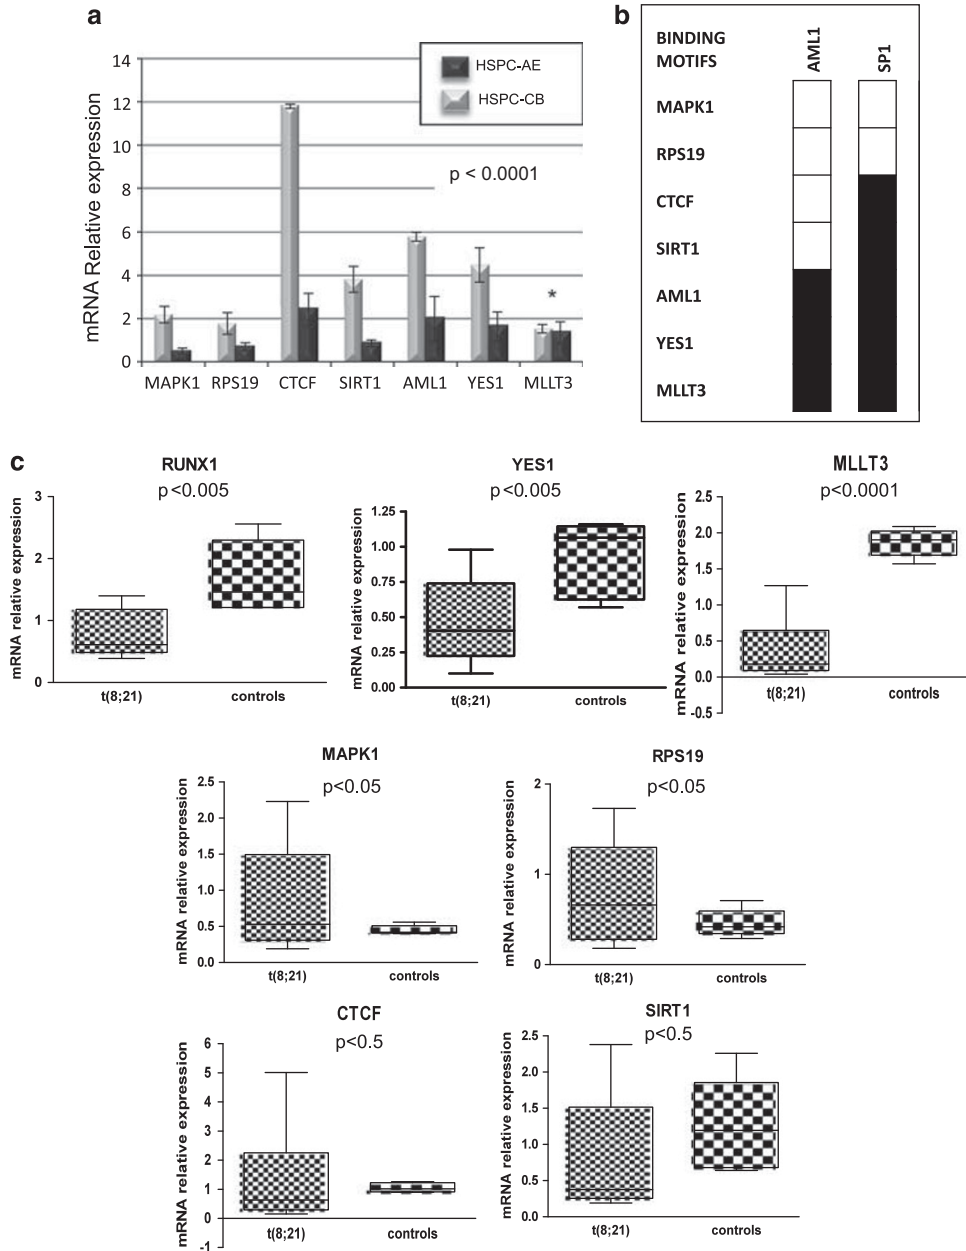 a
mRNA Relative expression
14
12
10
8
6
4
2
0
HSPC-AE
HSPC-CB
p < 0.0001
*
MAPK1 RPS19 CTCF SIRT1 AML1 YES1 MLLT3
b
BINDING MOTIFS
AML1
SP1
MAPK1
RPS19
CTCF
SIRT1
AML1
YES1
MLLT3
c
RUNX1
p<0.005
mRNA relative expression
3
2
1
0
t(8;21) controls
YES1
p<0.005
mRNA relative expression
1.25
1.00
0.75
0.50
0.25
0.00
t(8;21) controls
MLLT3
p<0.0001
mRNA relative expression
2.5
2.0
1.5
1.0
0.5
0.0
-0.5
t(8;21) controls
MAPK1
p<0.05
mRNA relative expression
2.5
2.0
1.5
1.0
0.5
0.0
t(8;21) controls
RPS19
p<0.05
mRNA relative expression
2
1
0
t(8;21) controls
CTCF
p<0.5
mRNA relative expression
6
5
4
3
2
1
0
-1
t(8;21) controls
SIRT1
p<0.5
mRNA relative expression
2.5
2.0
1.5
1.0
0.5
0.0
t(8;21) controls